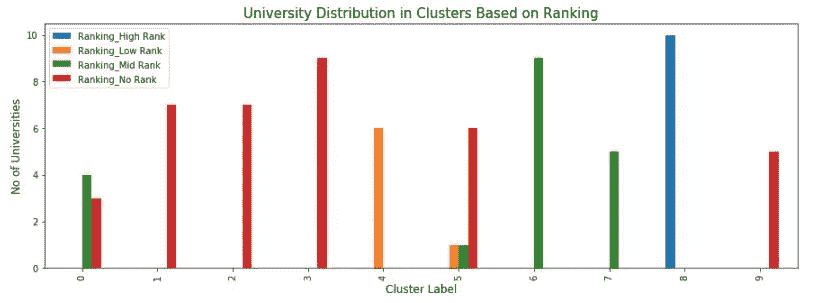 University Distribution in Clusters Based on Ranking
Ranking_High Rank
Ranking_Low Rank
Ranking_Mid Rank
Ranking_No Rank
No of Universities
10
8
6
4
2
0
0 1 2 3 4 5 6 7 8 9
Cluster Label